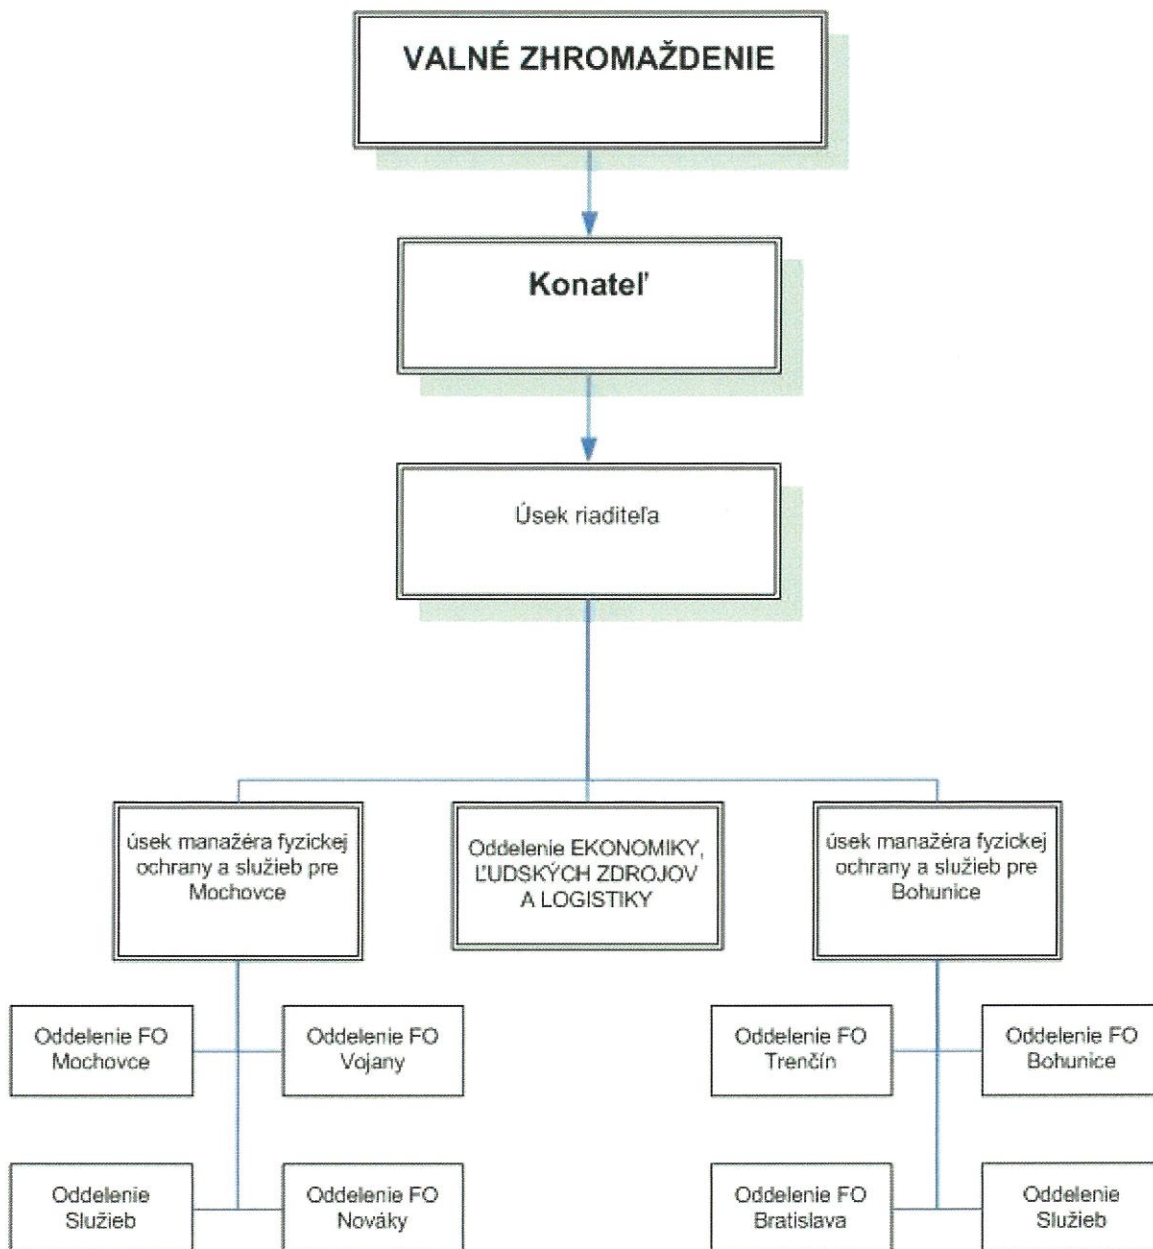 VALNÉ ZHROMAŽDENIE
Konateľ
Úsek riaditeľa
úsek manažéra fyzickej
ochrany a služieb pre
Mochovce
Oddelenie EKONOMIKY,
ĽUDSKÝCH ZDROJOV
A LOGISTIKY
úsek manažéra fyzickej
ochrany a služieb pre
Bohunice
Oddelenie FO
Mochovce
Oddelenie FO
Vojany
Oddelenie FO
Trenčín
Oddelenie FO
Bohunice
Oddelenie
Služieb
Oddelenie FO
Nováky
Oddelenie FO
Bratislava
Oddelenie
Služieb